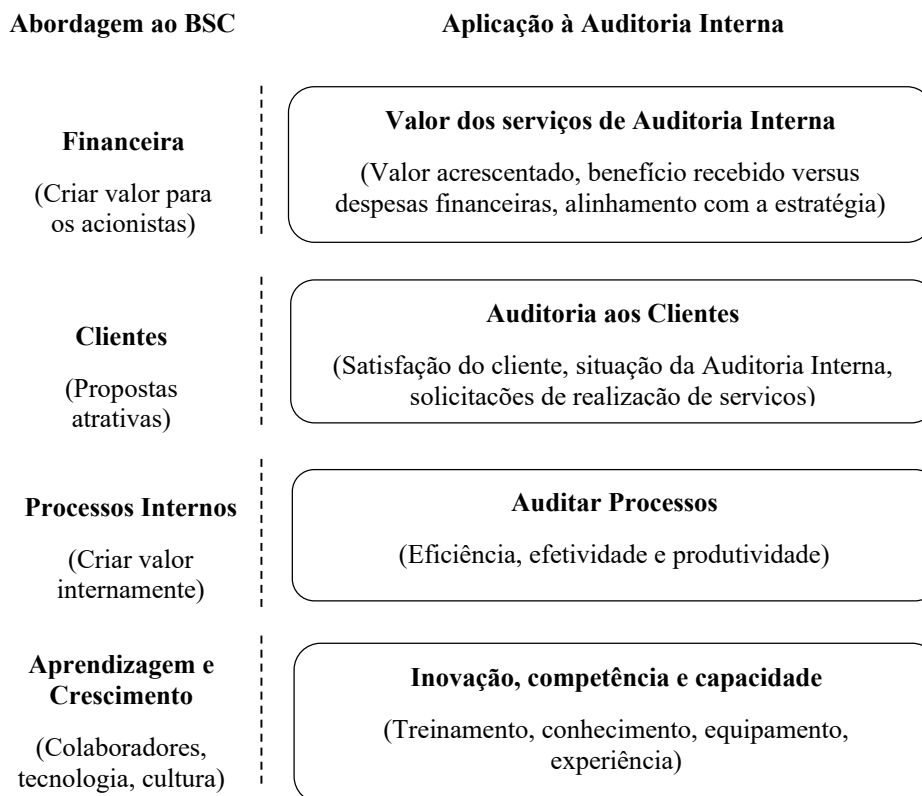 Abordagem ao BSC
Aplicação à Auditoria Interna
Financeira
(Criar valor para
os acionistas)
Valor dos serviços de Auditoria Interna
(Valor acrescentado, benefício recebido versus
despesas financeiras, alinhamento com a estratégia)
Clientes
(Propostas
atrativas)
Auditoria aos Clientes
(Satisfação do cliente, situação da Auditoria Interna,
solicitações de realização de serviços)
Processos Internos
(Criar valor
internamente)
Auditar Processos
(Eficiência, efetividade e produtividade)
Aprendizagem e
Crescimento
(Colaboradores,
tecnologia, cultura)
Inovação, competência e capacidade
(Treinamento, conhecimento, equipamento,
experiência)